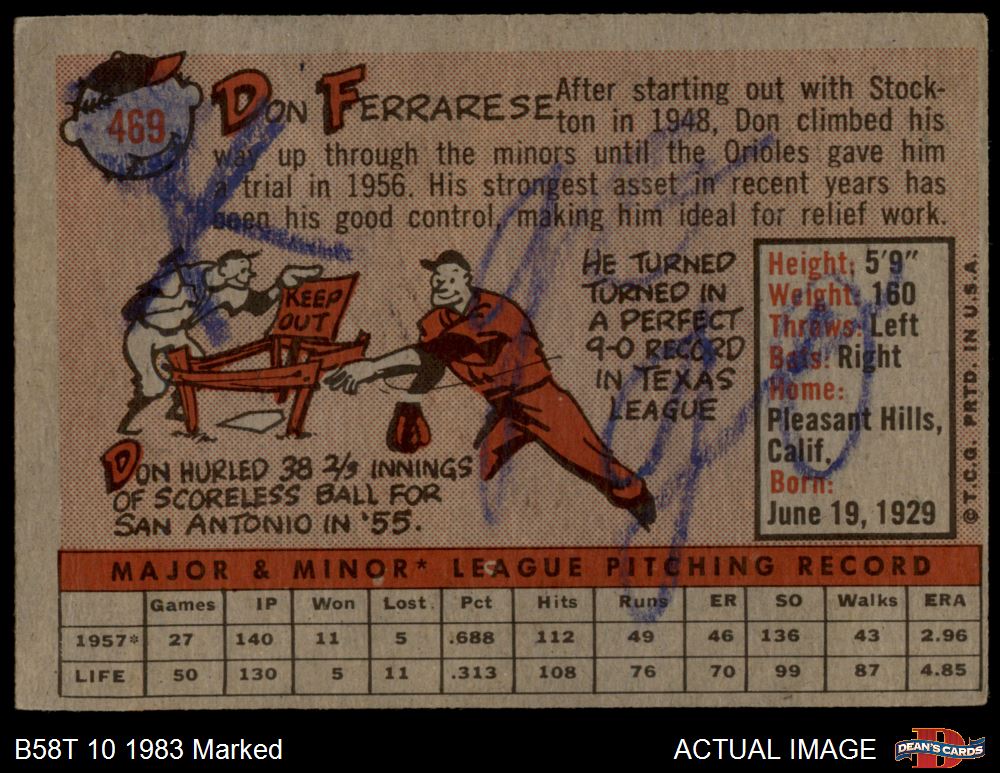 469
DON FERRARESE
After starting out with Stock-
ton in 1948, Don climbed his
way up through the minors until the Orioles gave him
a trial in 1956. His strongest asset in recent years has
been his good control, making him ideal for relief work.
KEEP
OUT
HE TURNED
TURNED IN
A PERFECT
9-0 RECORD
IN TEXAS
LEAGUE
DON HURLED 38 2/3 INNINGS
OF SCORELESS BALL FOR
SAN ANTONIO IN '55.
Height: 5'9"
Weight: 160
Throws: Left
Bats: Right
Home:
Pleasant Hills,
Calif.
Born:
June 19, 1929
© T.C.G. PRTD. IN U.S.A.
MAJOR & MINOR* LEAGUE PITCHING RECORD
Games IP Won Lost Pct Hits Runs ER SO Walks ERA
1957* 27 140 11 5 .688 112 49 46 136 43 2.96
LIFE 50 130 5 11 .313 108 76 70 99 87 4.85
B58T 10 1983 Marked
ACTUAL IMAGE
DEAN'S CARDS